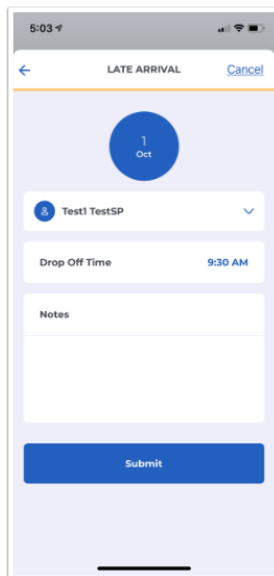 5:03
LATE ARRIVAL Cancel
1
Oct
Test1 TestSP
Drop Off Time 9:30 AM
Notes
Submit